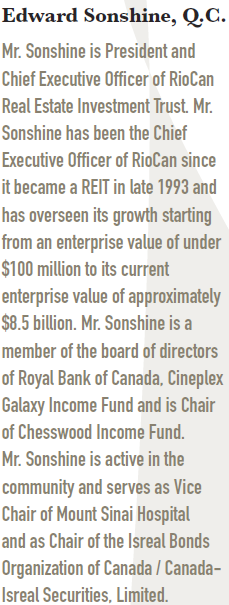 Edward Sonshine, Q.C.
Mr. Sonshine is President and
Chief Executive Officer of RioCan
Real Estate Investment Trust. Mr.
Sonshine has been the Chief
Executive Officer of RioCan since
it became a REIT in late 1993 and
has overseen its growth starting
from an enterprise value of under
$100 million to its current
enterprise value of approximately
$8.5 billion. Mr. Sonshine is a
member of the board of directors
of Royal Bank of Canada, Cineplex
Galaxy Income Fund and is Chair
of Chesswood Income Fund.
Mr. Sonshine is active in the
community and serves as Vice
Chair of Mount Sinai Hospital
and as Chair of the Isreal Bonds
Organization of Canada / Canada-
Isreal Securities, Limited.